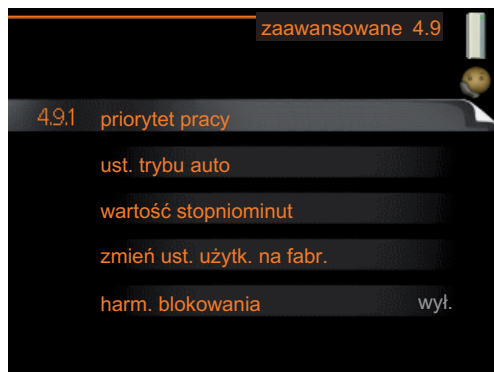 zaawansowane 4.9
4.9.1 priorytet pracy
ust. trybu auto
wartość stopniominut
zmień ust. użytk. na fabr.
harm. blokowania wył.